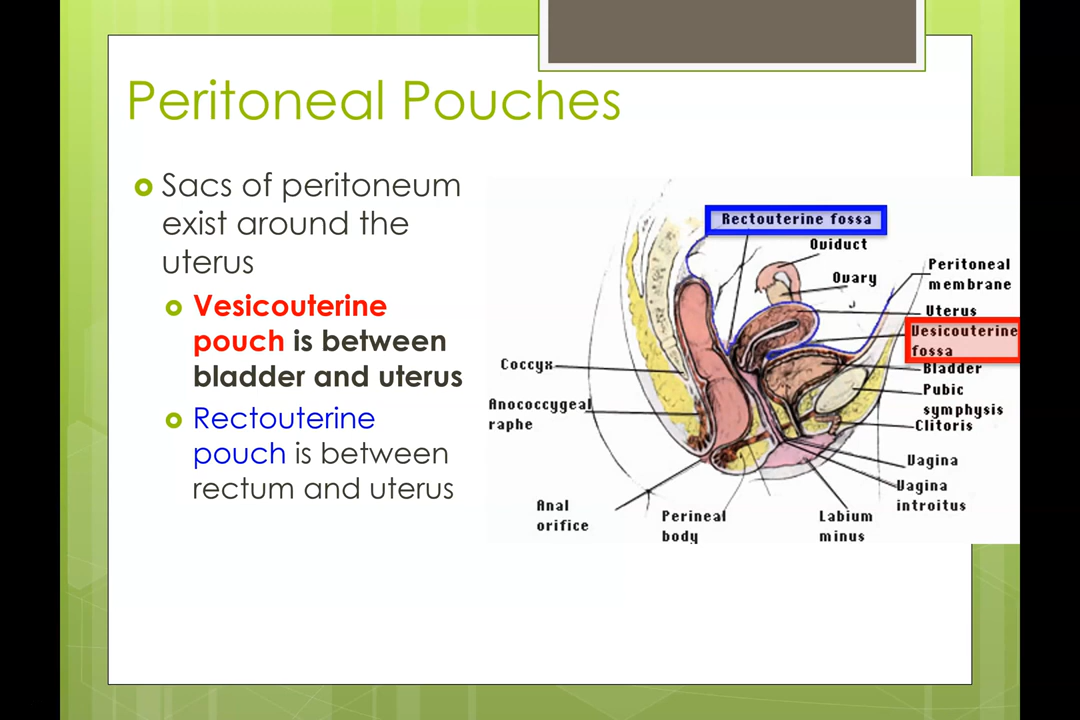 Peritoneal Pouches
Sacs of peritoneum
exist around the
uterus
Vesicouterine
pouch is between
bladder and uterus
Rectouterine
pouch is between
rectum and uterus
Rectouterine fossa
Oviduct
Ovary
Peritoneal
membrane
Uterus
Vesicouterine
fossa
Bladder
Pubic
symphysis
Clitoris
Vagina
Vagina
introitus
Labium
minus
Perineal
body
Anal
orifice
Anococcygeal
raphe
Coccyx